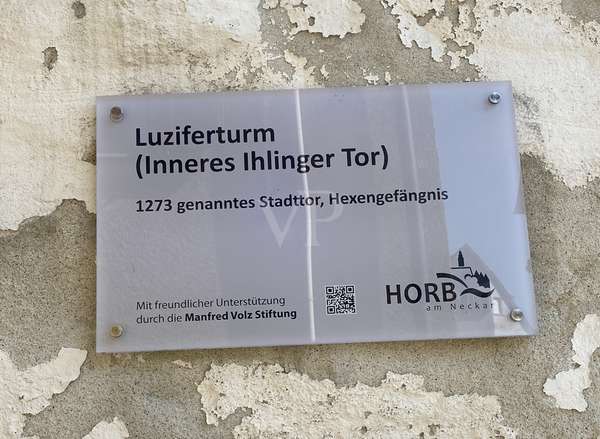 Luziferturm
(Inneres Ihlinger Tor)
1273 genanntes Stadttor, Hexengefängnis
VP
Mit freundlicher Unterstützung
durch die Manfred Volz Stiftung
HORB
am Neckar